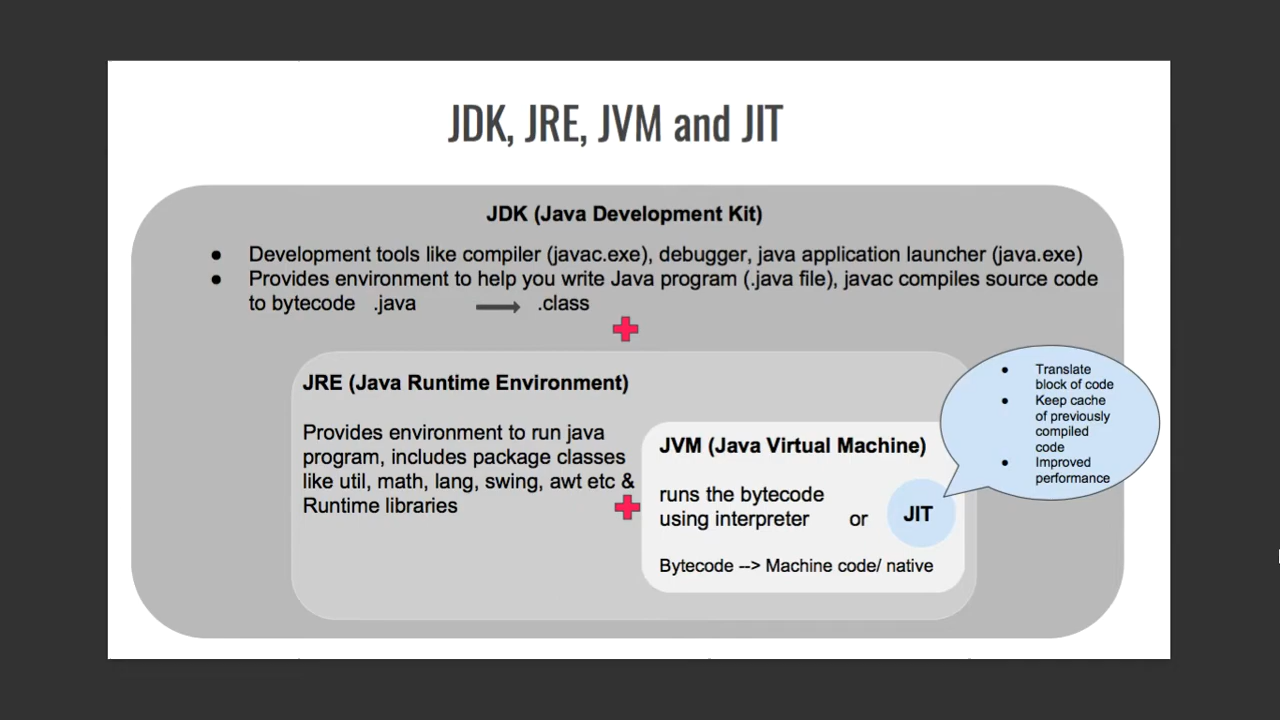 JDK, JRE, JVM and JIT
JDK (Java Development Kit)
● Development tools like compiler (javac.exe), debugger, java application launcher (java.exe)
● Provides environment to help you write Java program (.java file), javac compiles source code
to bytecode .java .class
JRE (Java Runtime Environment)
Provides environment to run java
program, includes package classes
like util, math, lang, swing, awt etc &
Runtime libraries
JVM (Java Virtual Machine)
runs the bytecode
using interpreter or
JIT
Bytecode --> Machine code/ native
● Translate
block of code
● Keep cache
of previously
compiled
code
● Improved
performance